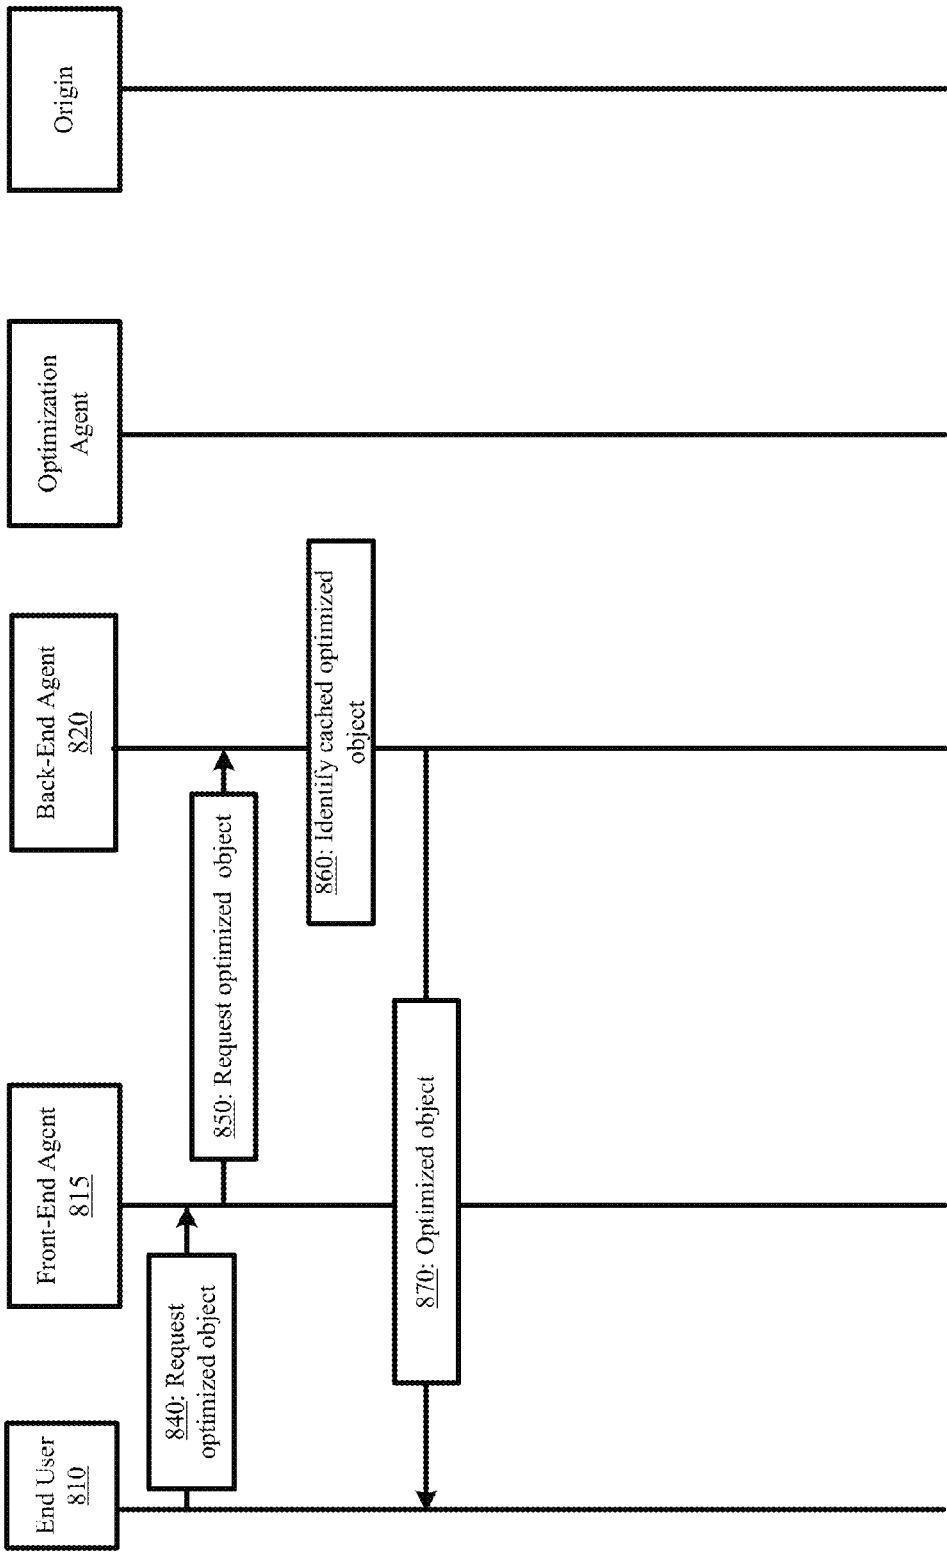 End User
810
Front-End Agent
815
Back-End Agent
820
Optimization
Agent
Origin
840: Request
optimized object
850: Request optimized object
860: Identify cached optimized
object
870: Optimized object